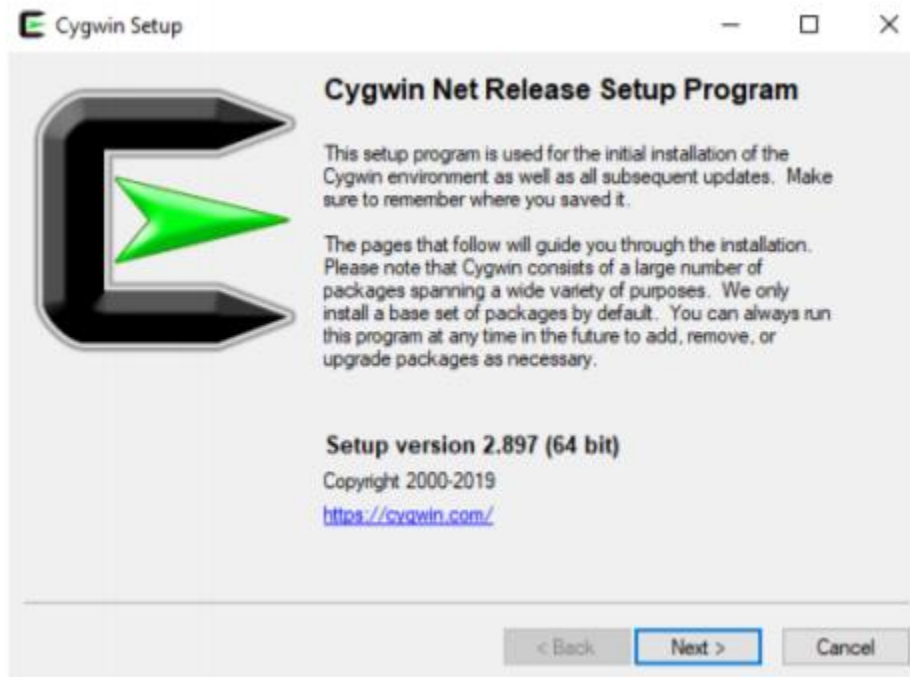 Cygwin Setup
Cygwin Net Release Setup Program
This setup program is used for the initial installation of the
Cygwin environment as well as all subsequent updates. Make
sure to remember where you saved it.
The pages that follow will guide you through the installation.
Please note that Cygwin consists of a large number of
packages spanning a wide variety of purposes. We only
install a base set of packages by default. You can always run
this program at any time in the future to add, remove, or
upgrade packages as necessary.
Setup version 2.897 (64 bit)
Copyright 2000-2019
https://cygwin.com/
< Back
Next >
Cancel